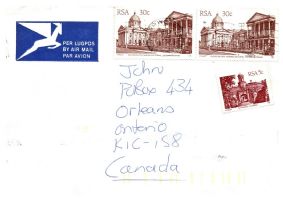 PER LUGPOS
BY AIR MAIL
PAR AVION
RSA 30c
RSA 30c
RSA 5c
John
POBox 434
Orleans
Ontario
K1C-1S8
Canada